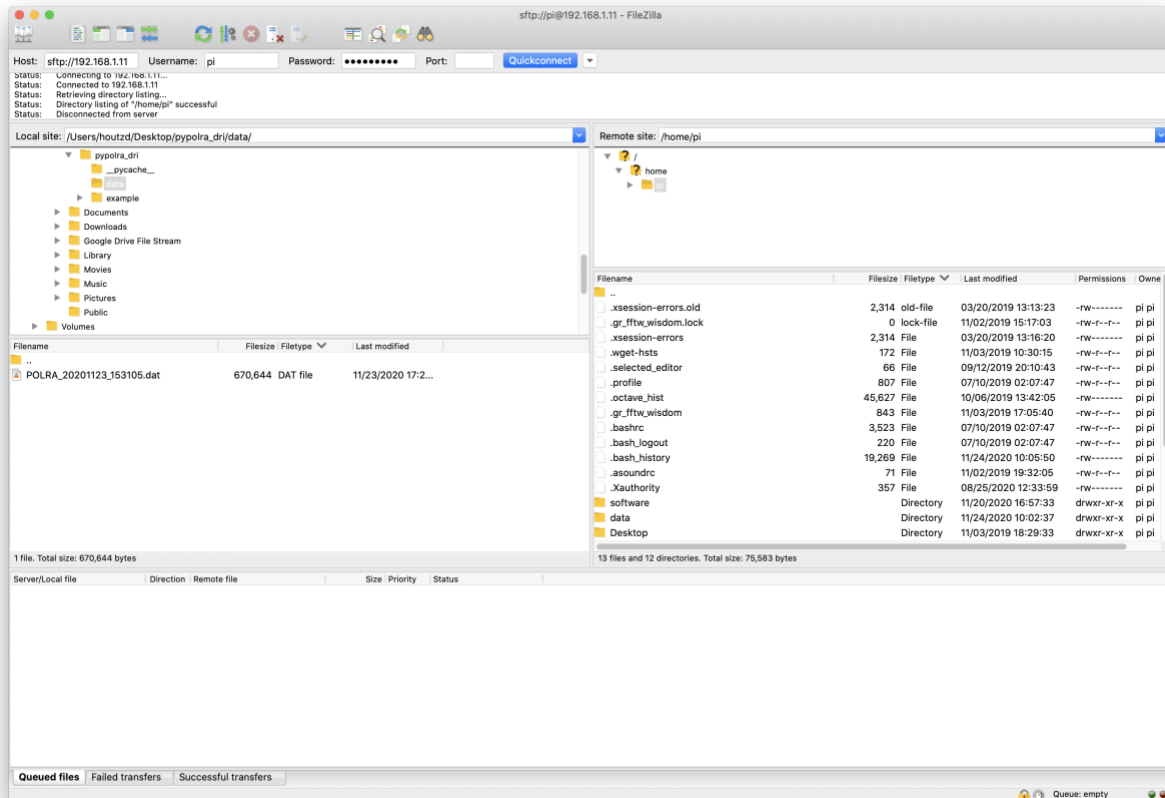 sftp://pi@192.168.1.11 - FileZilla
Host: sftp://192.168.1.11 Username: pi Password: ●●●●●●●●● Port: Quickconnect
Status: Connecting to 192.168.1.11...
Status: Connected to 192.168.1.11
Status: Retrieving directory listing...
Status: Directory listing of "/home/pi" successful
Status: Disconnected from server
Local site: /Users/houtzd/Desktop/pypolra_dri/data/
pypolra_dri
__pycache__
data
example
Documents
Downloads
Google Drive File Stream
Library
Movies
Music
Pictures
Public
Volumes
Filename Filesize Filetype Last modified
..
POLRA_20201123_153105.dat 670,644 DAT file 11/23/2020 17:2...
1 file. Total size: 670,644 bytes
Remote site: /home/pi
/
home
pi
Filename Filesize Filetype Last modified Permissions Owne
..
.xsession-errors.old 2,314 old-file 03/20/2019 13:13:23 -rw------- pi pi
.gr_fftw_wisdom.lock 0 lock-file 11/02/2019 15:17:03 -rw-r--r-- pi pi
.xsession-errors 2,314 File 03/20/2019 13:16:20 -rw------- pi pi
.wget-hsts 172 File 11/03/2019 10:30:15 -rw-r--r-- pi pi
.selected_editor 66 File 09/12/2019 20:10:43 -rw-r--r-- pi pi
.profile 807 File 07/10/2019 02:07:47 -rw-r--r-- pi pi
.octave_hist 45,627 File 10/06/2019 13:42:05 -rw------- pi pi
.gr_fftw_wisdom 843 File 11/03/2019 17:05:40 -rw-r--r-- pi pi
.bashrc 3,523 File 07/10/2019 02:07:47 -rw-r--r-- pi pi
.bash_logout 220 File 07/10/2019 02:07:47 -rw-r--r-- pi pi
.bash_history 19,269 File 11/24/2020 10:05:50 -rw------- pi pi
.asoundrc 71 File 11/02/2019 19:32:05 -rw-r--r-- pi pi
.Xauthority 357 File 08/25/2020 12:33:59 -rw------- pi pi
software Directory 11/20/2020 16:57:33 drwxr-xr-x pi pi
data Directory 11/24/2020 10:02:37 drwxr-xr-x pi pi
Desktop Directory 11/03/2019 18:29:33 drwxr-xr-x pi pi
13 files and 12 directories. Total size: 75,583 bytes
Server/Local file Direction Remote file Size Priority Status
Queued files Failed transfers Successful transfers
Queue: empty